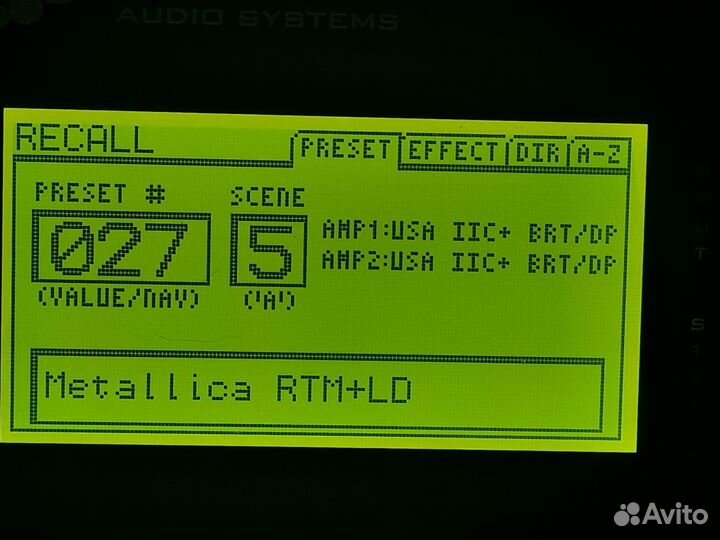 AUDIO SYSTEMS
RECALL
PRESET EFFECT DIR A-Z
PRESET # SCENE
027 5
AMP1:USA IIC+ BRT/DP
AMP2:USA IIC+ BRT/DP
(VALUE/NAV) ('A')
Metallica RTM+LD
Avito